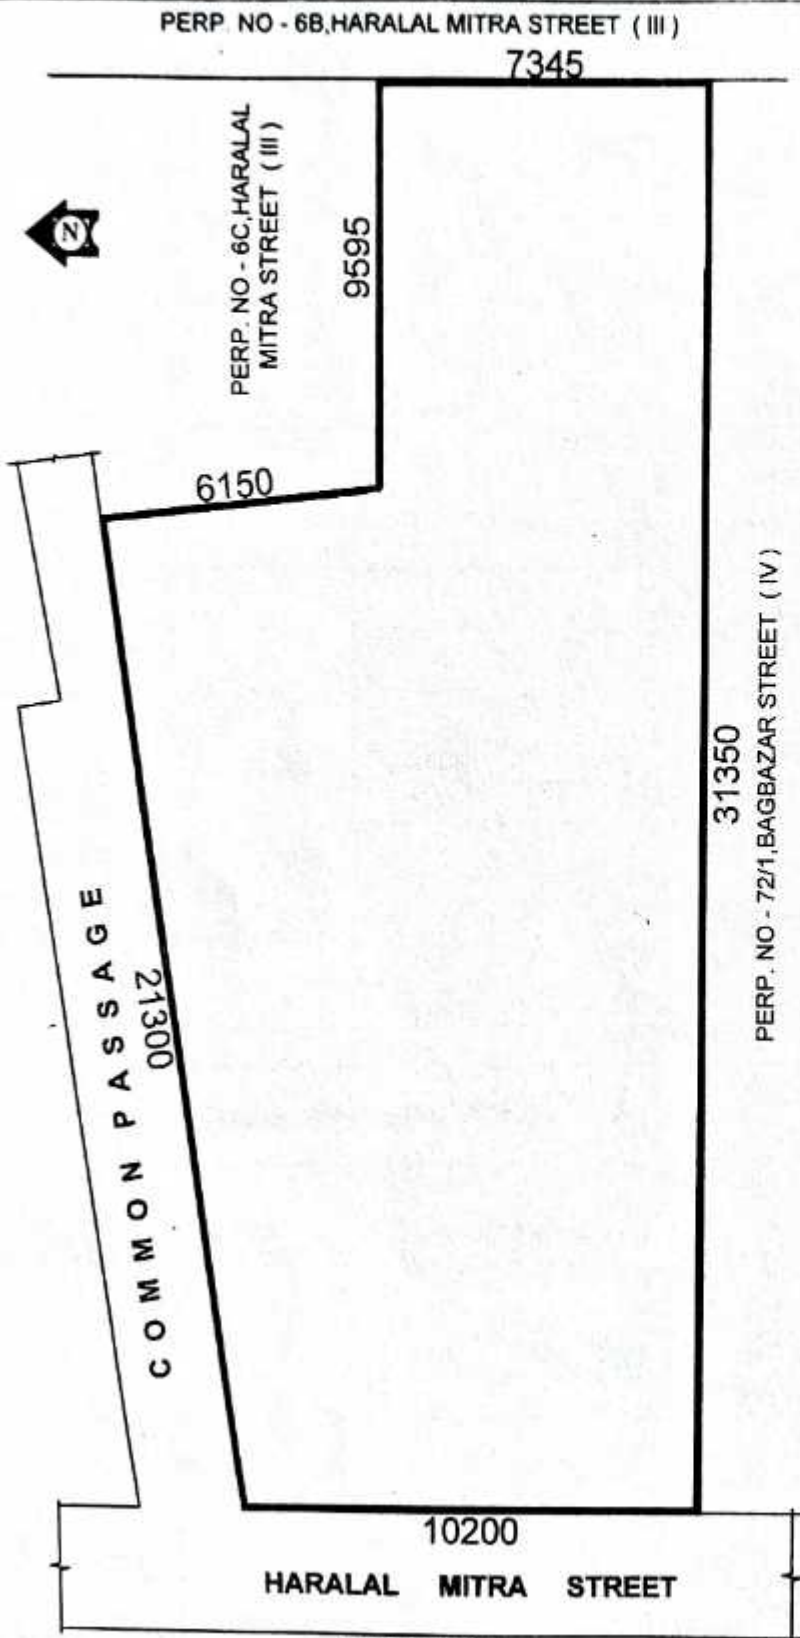 PERP. NO - 6B,HARALAL MITRA STREET ( III )
7345
PERP. NO - 6C,HARALAL
MITRA STREET ( III )
N
9595
6150
31350
PERP. NO - 72/1,BAGBAZAR STREET ( IV )
COMMON PASSAGE
21300
10200
HARALAL MITRA STREET